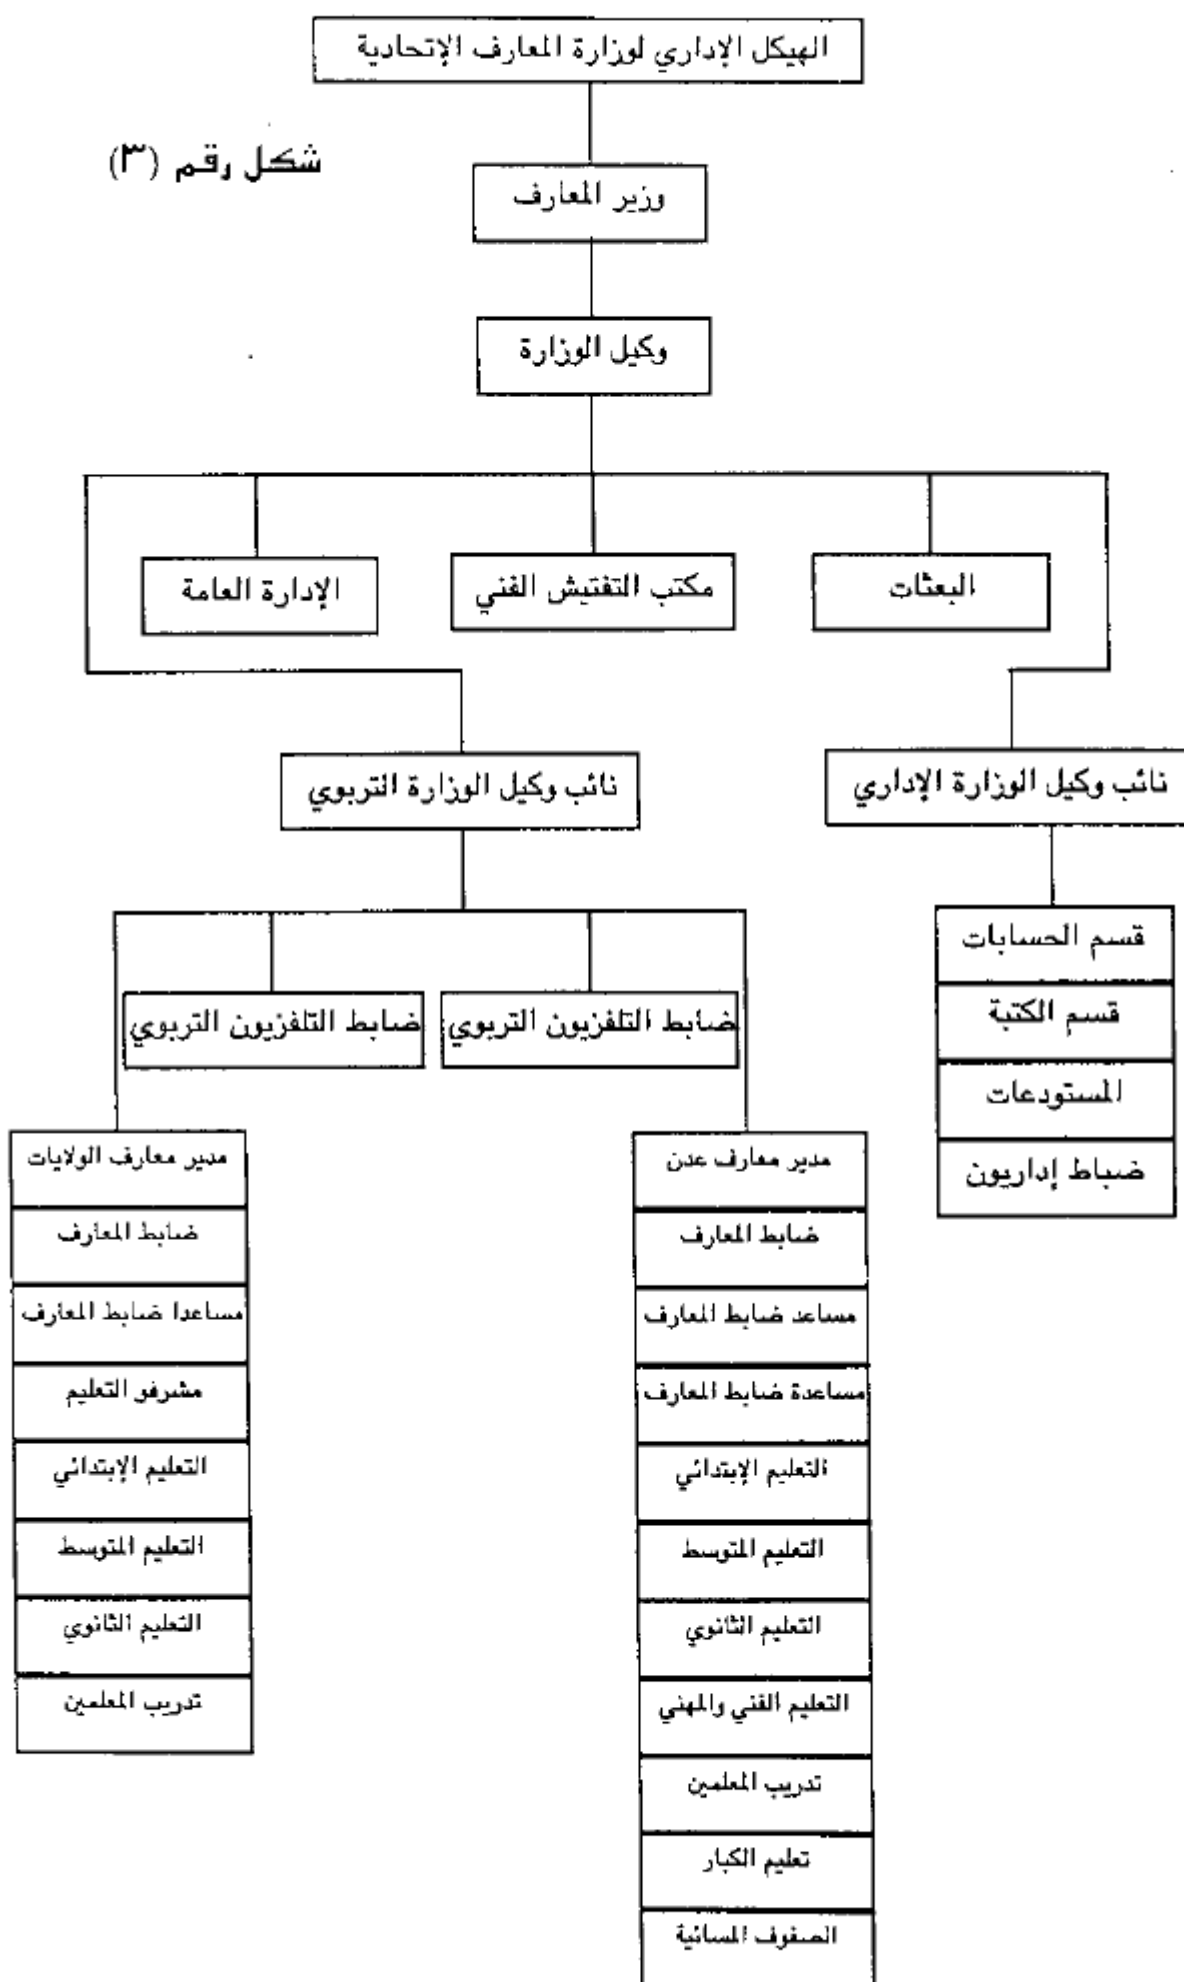 الهيكل الإداري لوزارة المعارف الإتحادية
شكل رقم (٣)
وزير المعارف
وكيل الوزارة
البعثات
مكتب التفتيش الفني
الإدارة العامة
نائب وكيل الوزارة الإداري
نائب وكيل الوزارة التربوي
قسم الحسابات
قسم الكتبة
المستودعات
ضباط إداريون
ضابط التلفزيون التربوي
ضابط التلفزيون التربوي
مدير معارف عدن
ضابط المعارف
مساعد ضابط المعارف
مساعدة ضابط المعارف
التعليم الإبتدائي
التعليم المتوسط
التعليم الثانوي
التعليم الفني والمهني
تدريب المعلمين
تعليم الكبار
الصفوف المسائية
مدير معارف الولايات
ضابط المعارف
مساعدا ضابط المعارف
مشرفو التعليم
التعليم الإبتدائي
التعليم المتوسط
التعليم الثانوي
تدريب المعلمين